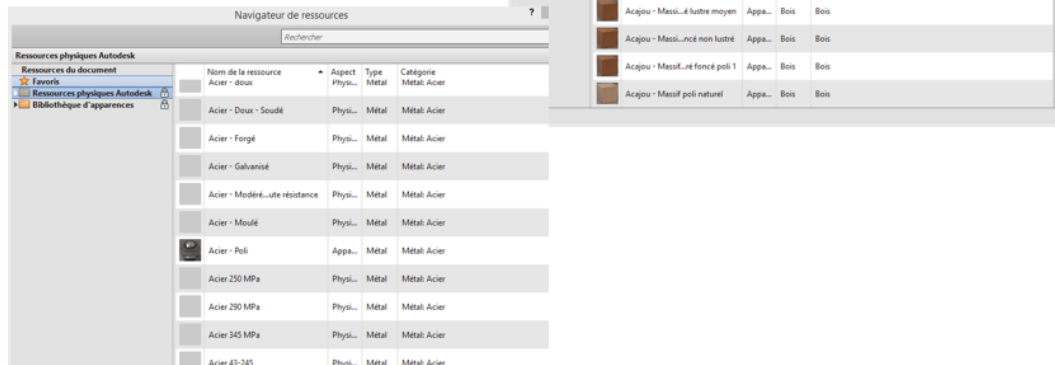 Navigateur de ressources ?
Rechercher
Ressources physiques Autodesk
Ressources du document
Favoris
Ressources physiques Autodesk
Bibliothèque d'apparences
Nom de la ressource Aspect Type Catégorie
Acier - doux Physi... Métal Métal: Acier
Acier - Doux - Soudé Physi... Métal Métal: Acier
Acier - Forgé Physi... Métal Métal: Acier
Acier - Galvanisé Physi... Métal Métal: Acier
Acier - Modéré...ute résistance Physi... Métal Métal: Acier
Acier - Moulé Physi... Métal Métal: Acier
Acier - Poli Appa... Métal Métal: Acier
Acier 250 MPa Physi... Métal Métal: Acier
Acier 290 MPa Physi... Métal Métal: Acier
Acier 345 MPa Physi... Métal Métal: Acier
Acier 43-245 Physi... Métal Métal: Acier
Acajou - Massi...é lustre moyen Appa... Bois Bois
Acajou - Massi...ncé non lustré Appa... Bois Bois
Acajou - Massif...ré foncé poli 1 Appa... Bois Bois
Acajou - Massif poli naturel Appa... Bois Bois